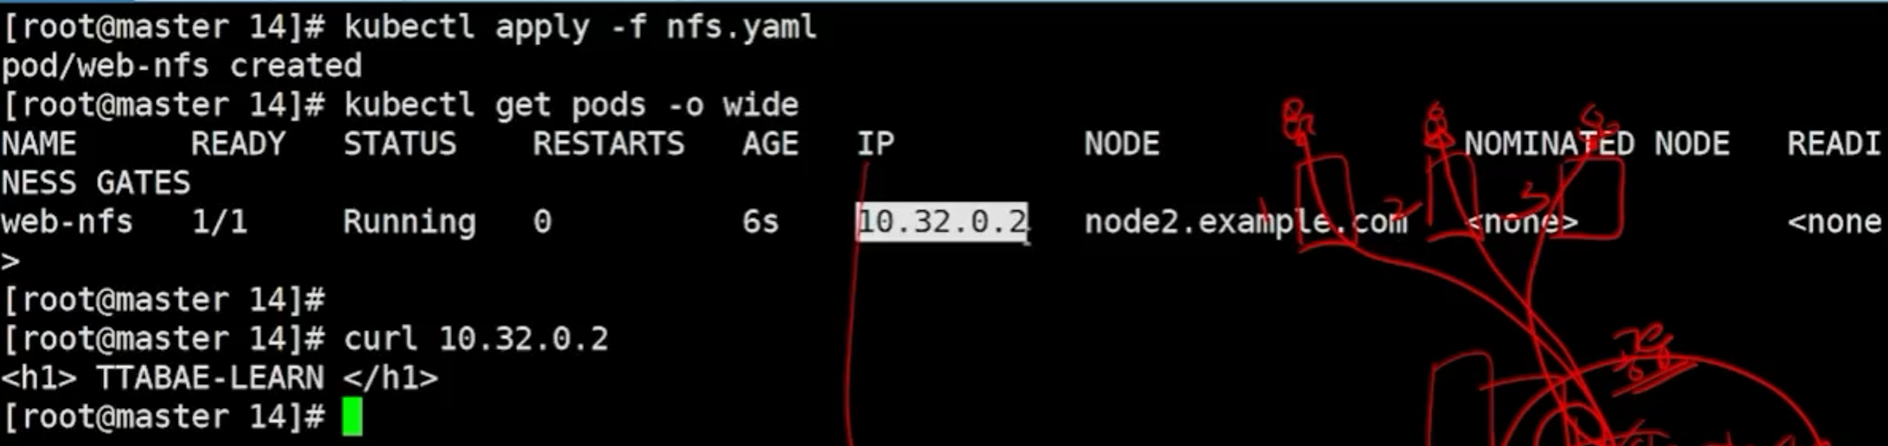 [root@master 14]# kubectl apply -f nfs.yaml
pod/web-nfs created
[root@master 14]# kubectl get pods -o wide
NAME READY STATUS RESTARTS AGE IP NODE NOMINATED NODE READI
NESS GATES
web-nfs 1/1 Running 0 6s 10.32.0.2 node2.example.com <none> <none
>
[root@master 14]#
[root@master 14]# curl 10.32.0.2
<h1> TTABAE-LEARN </h1>
[root@master 14]#